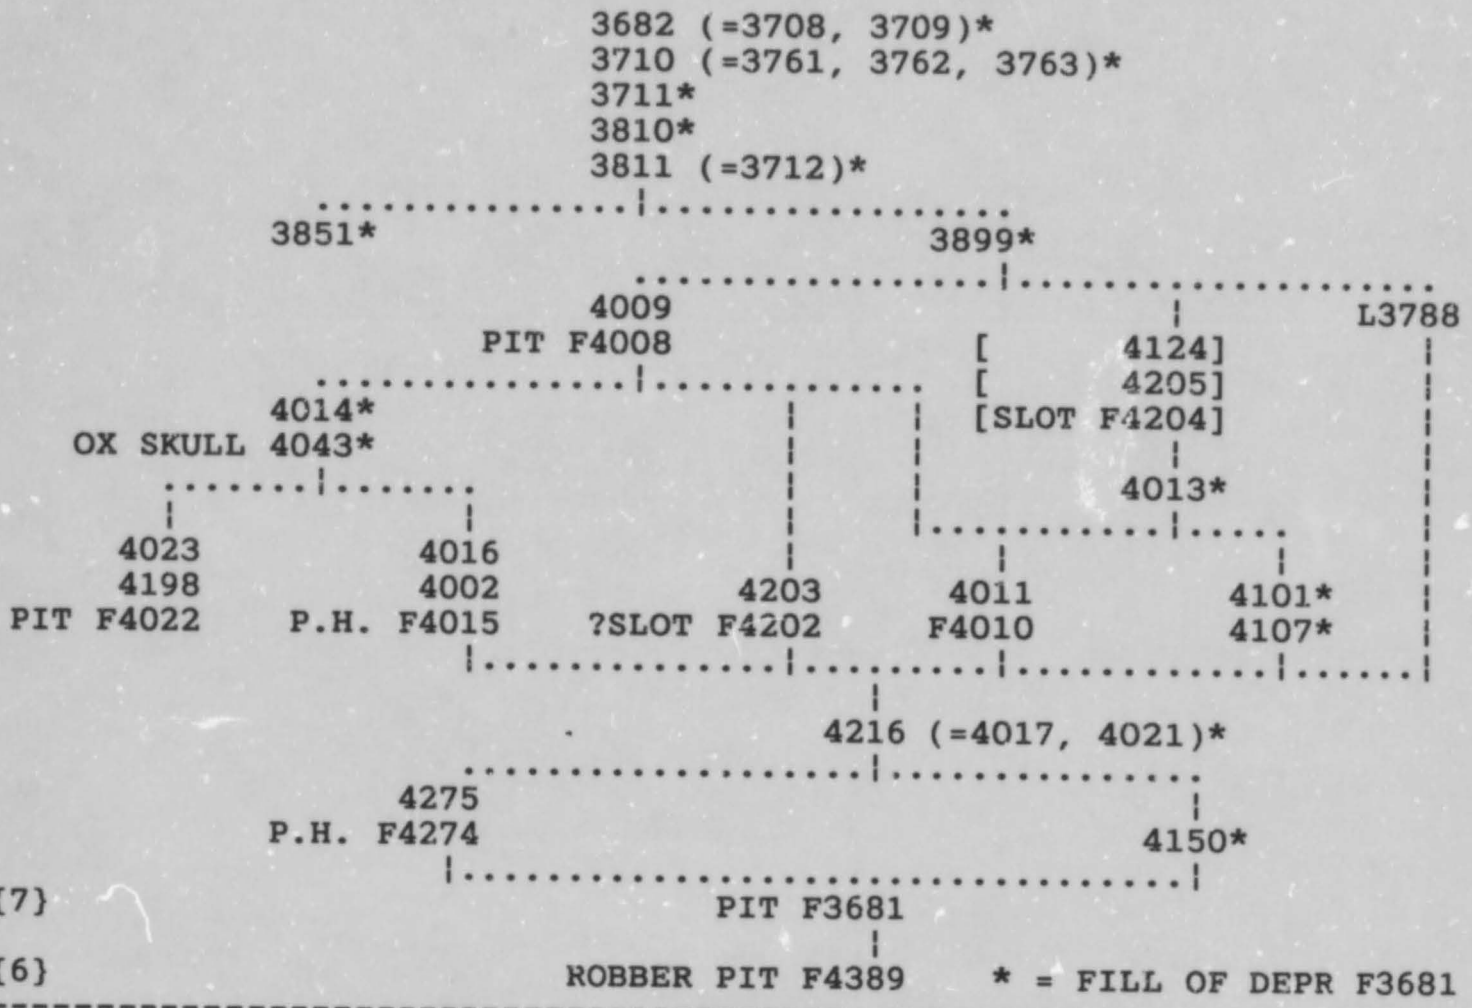 3682 (=3708, 3709)*
3710 (=3761, 3762, 3763)*
3711*
3810*
3811 (=3712)*
3851* 3899*
4009 L3788
PIT F4008 [ 4124]
[ 4205]
4014* [SLOT F4204]
OX SKULL 4043*
4013*
4023 4016
4198 4002 4203 4011 4101*
PIT F4022 P.H. F4015 ?SLOT F4202 F4010 4107*
4216 (=4017, 4021)*
4275
P.H. F4274 4150*
{7} PIT F3681
{6} ROBBER PIT F4389 * = FILL OF DEPR F3681